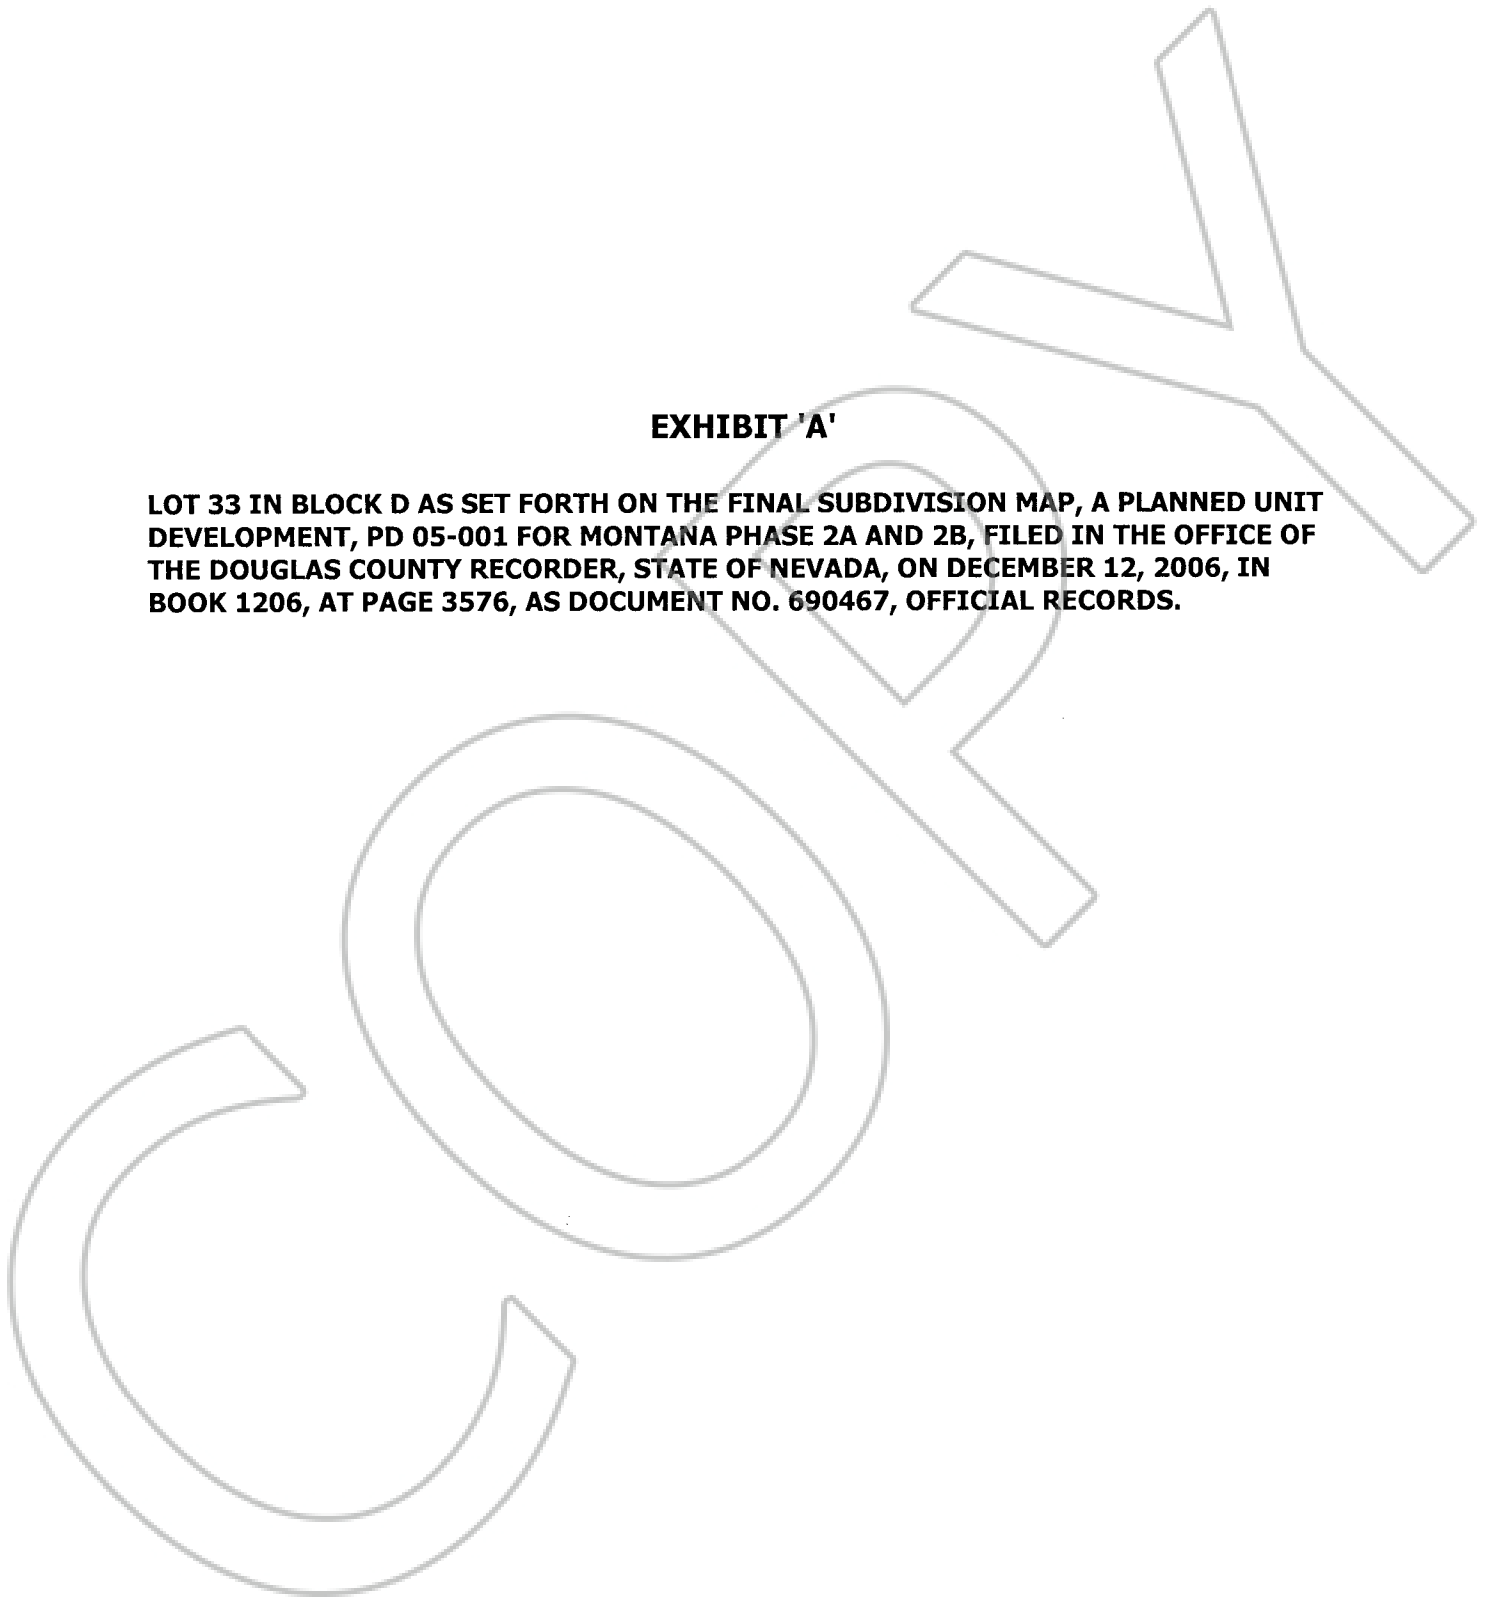 EXHIBIT 'A'
LOT 33 IN BLOCK D AS SET FORTH ON THE FINAL SUBDIVISION MAP, A PLANNED UNIT
DEVELOPMENT, PD 05-001 FOR MONTANA PHASE 2A AND 2B, FILED IN THE OFFICE OF
THE DOUGLAS COUNTY RECORDER, STATE OF NEVADA, ON DECEMBER 12, 2006, IN
BOOK 1206, AT PAGE 3576, AS DOCUMENT NO. 690467, OFFICIAL RECORDS.
COPY